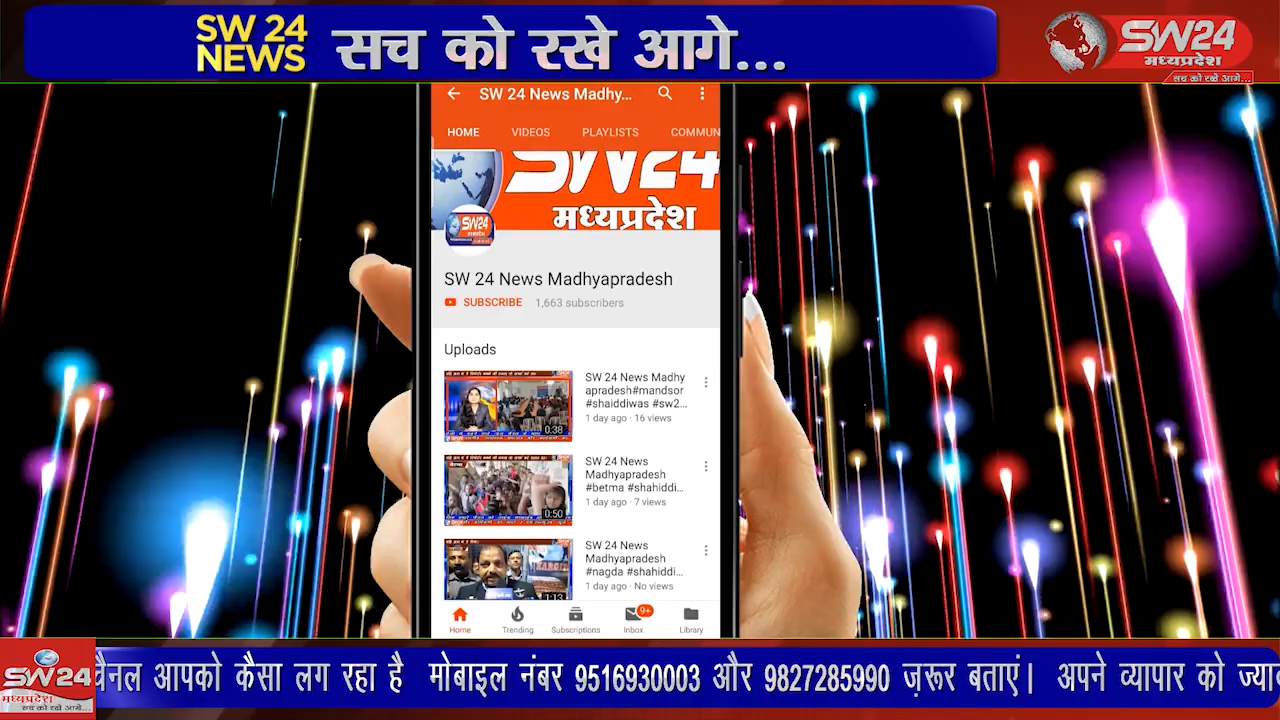 SW 24
NEWS
सच को रखे आगे...
SW24
मध्यप्रदेश
सच को रखे आगे...
SW 24 News Madhy...
HOME VIDEOS PLAYLISTS COMMUN
SW24
मध्यप्रदेश
SW24
SW 24 News Madhyapradesh
SUBSCRIBE 1,663 subscribers
Uploads
SW 24 News Madhy
apradesh#mandsor
#shaiddiwas #sw2...
1 day ago · 16 views
0:38
SW 24 News
Madhyapradesh
#betma #shahiddi...
1 day ago · 7 views
0:50
SW 24 News
Madhyapradesh
#nagda #shahiddi...
1 day ago · No views
1:13
9+
Home Trending Subscriptions Inbox Library
SW24
मध्यप्रदेश
सच को रखे आगे...
चैनल आपको कैसा लग रहा है मोबाइल नंबर 9516930003 और 9827285990 ज़रूर बताएं| अपने व्यापार को ज्या